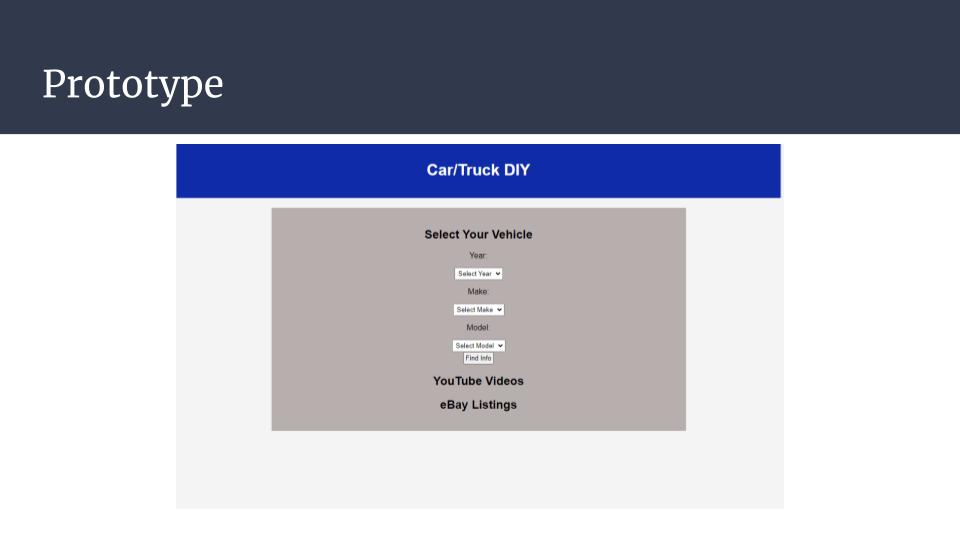 Prototype
Car/Truck DIY
Select Your Vehicle
Year:
Select Year
Make:
Select Make
Model:
Select Model
Find Info
YouTube Videos
eBay Listings